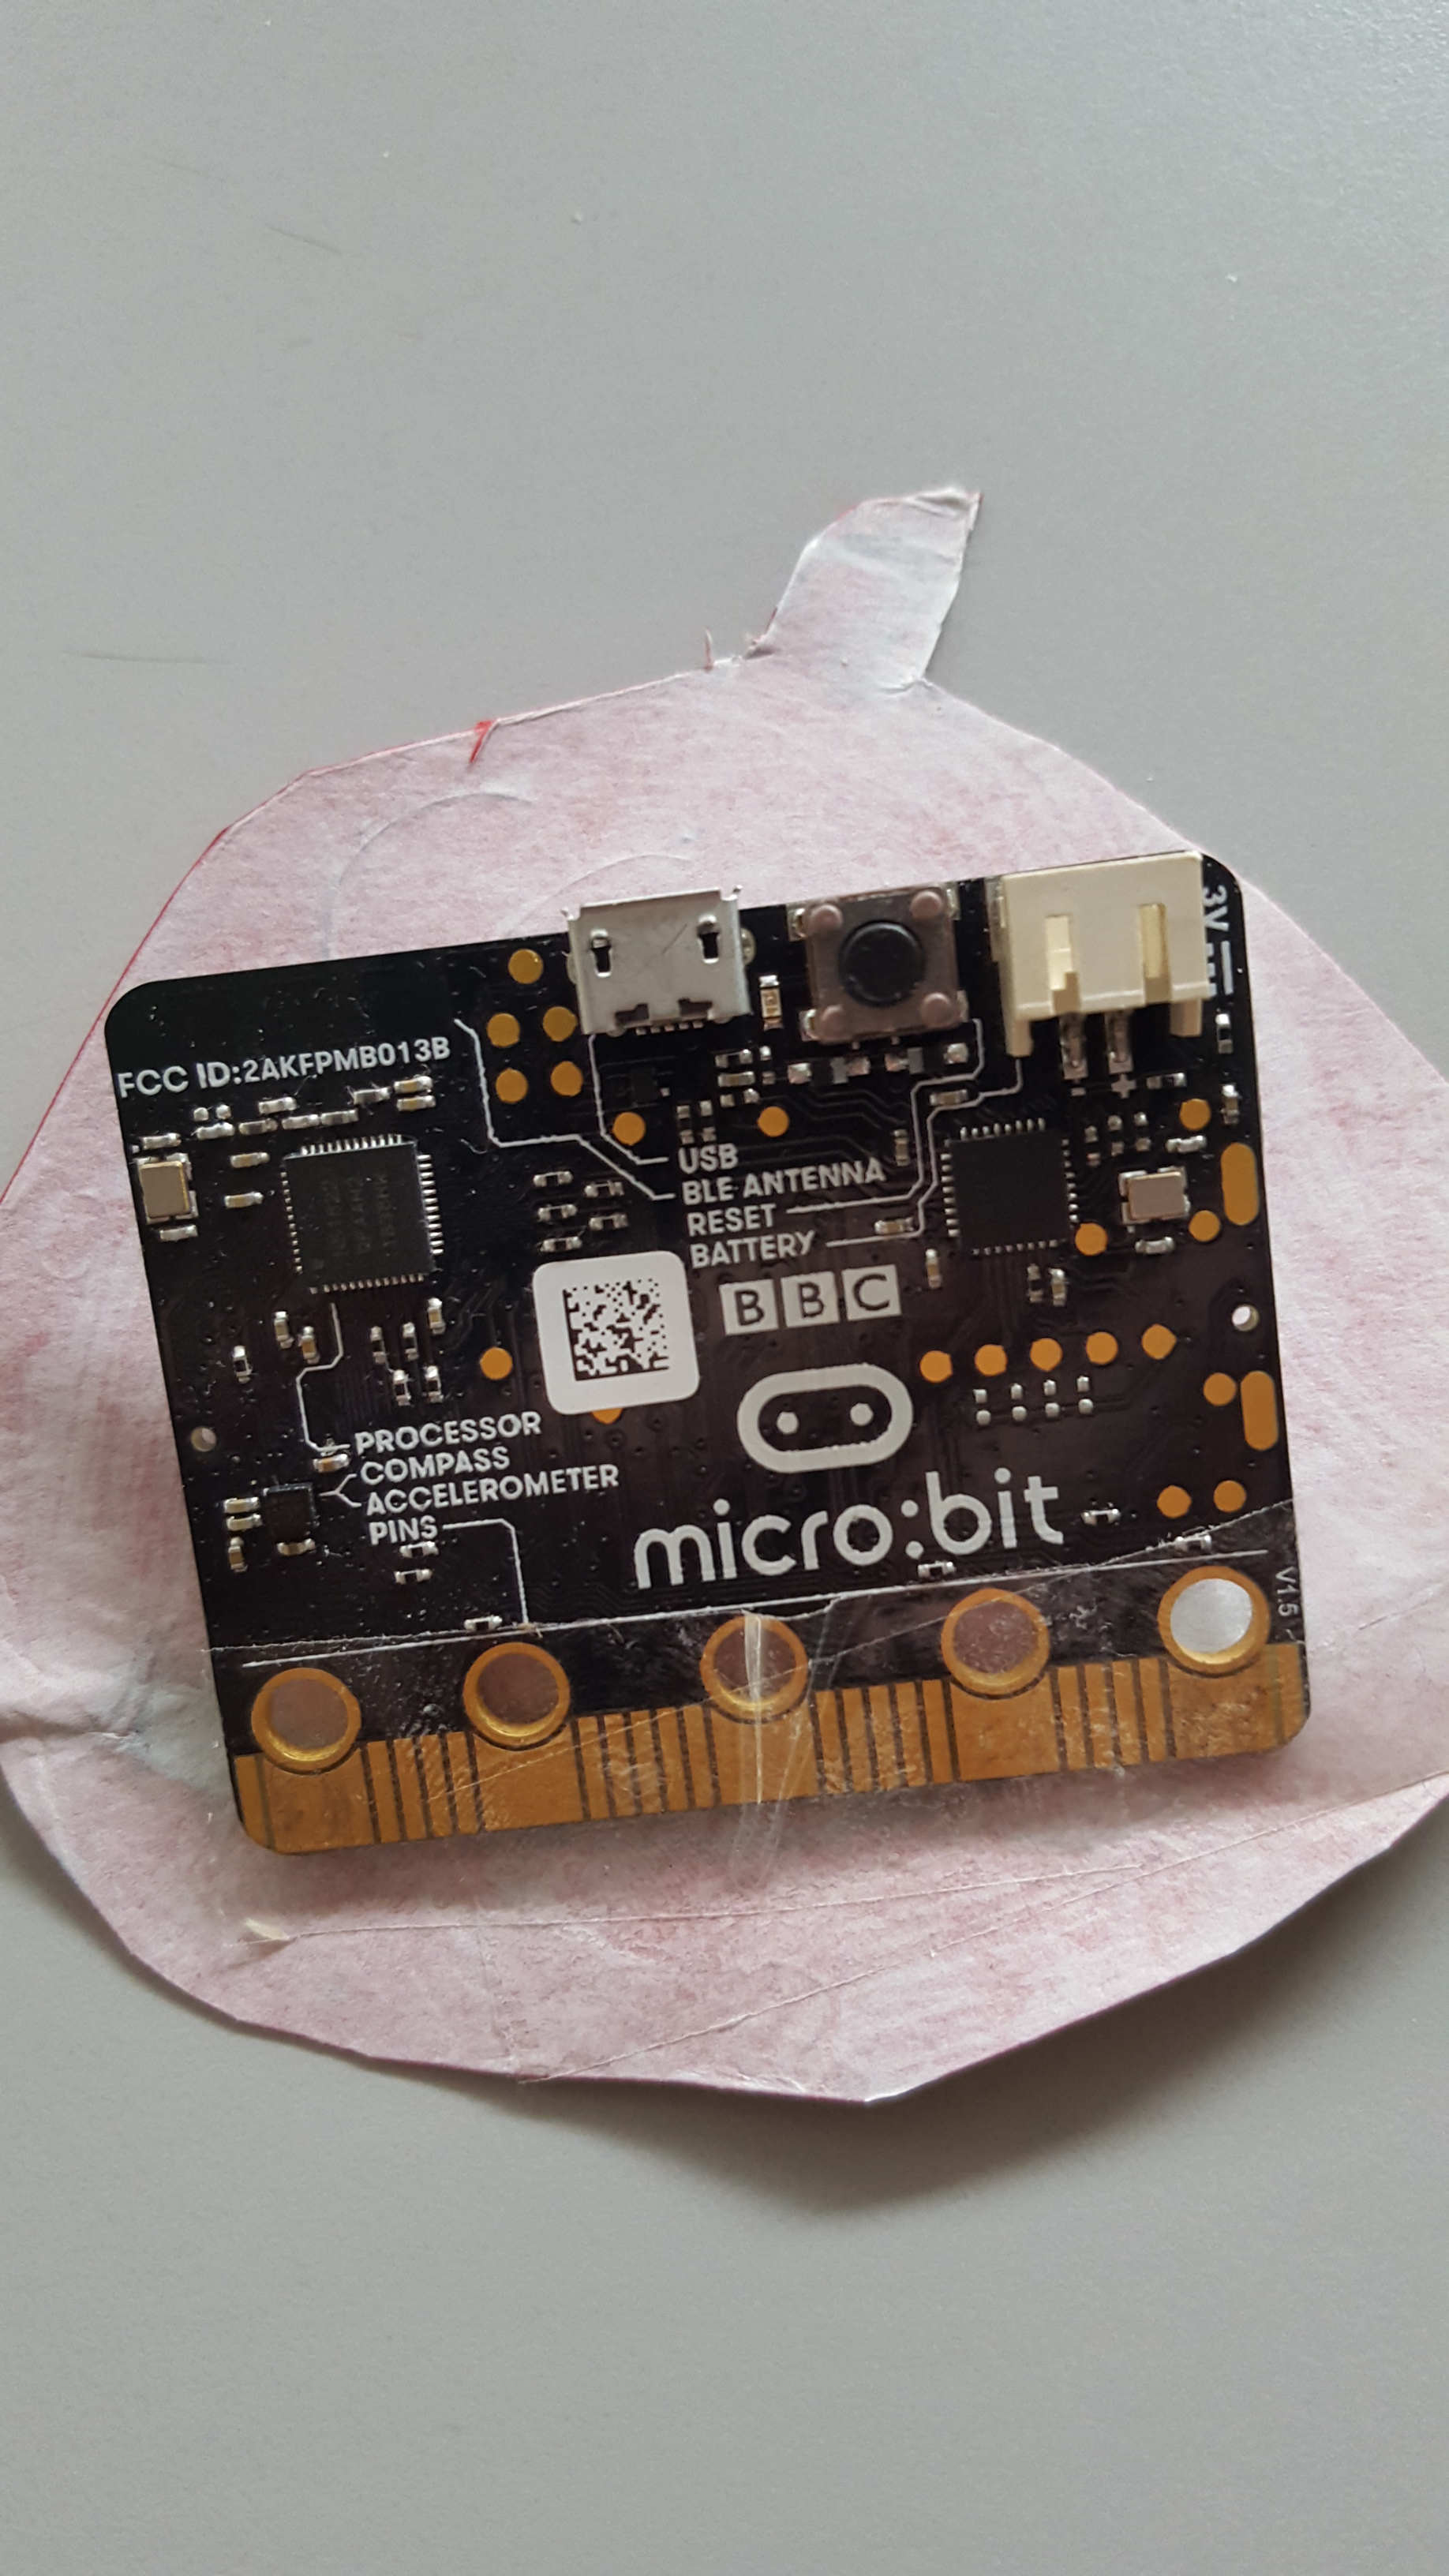 3V
FCC ID:2AKFPMB013B
USB
BLE ANTENNA
RESET
BATTERY
BBC
PROCESSOR
COMPASS
ACCELEROMETER
PINS
micro:bit
V1.5